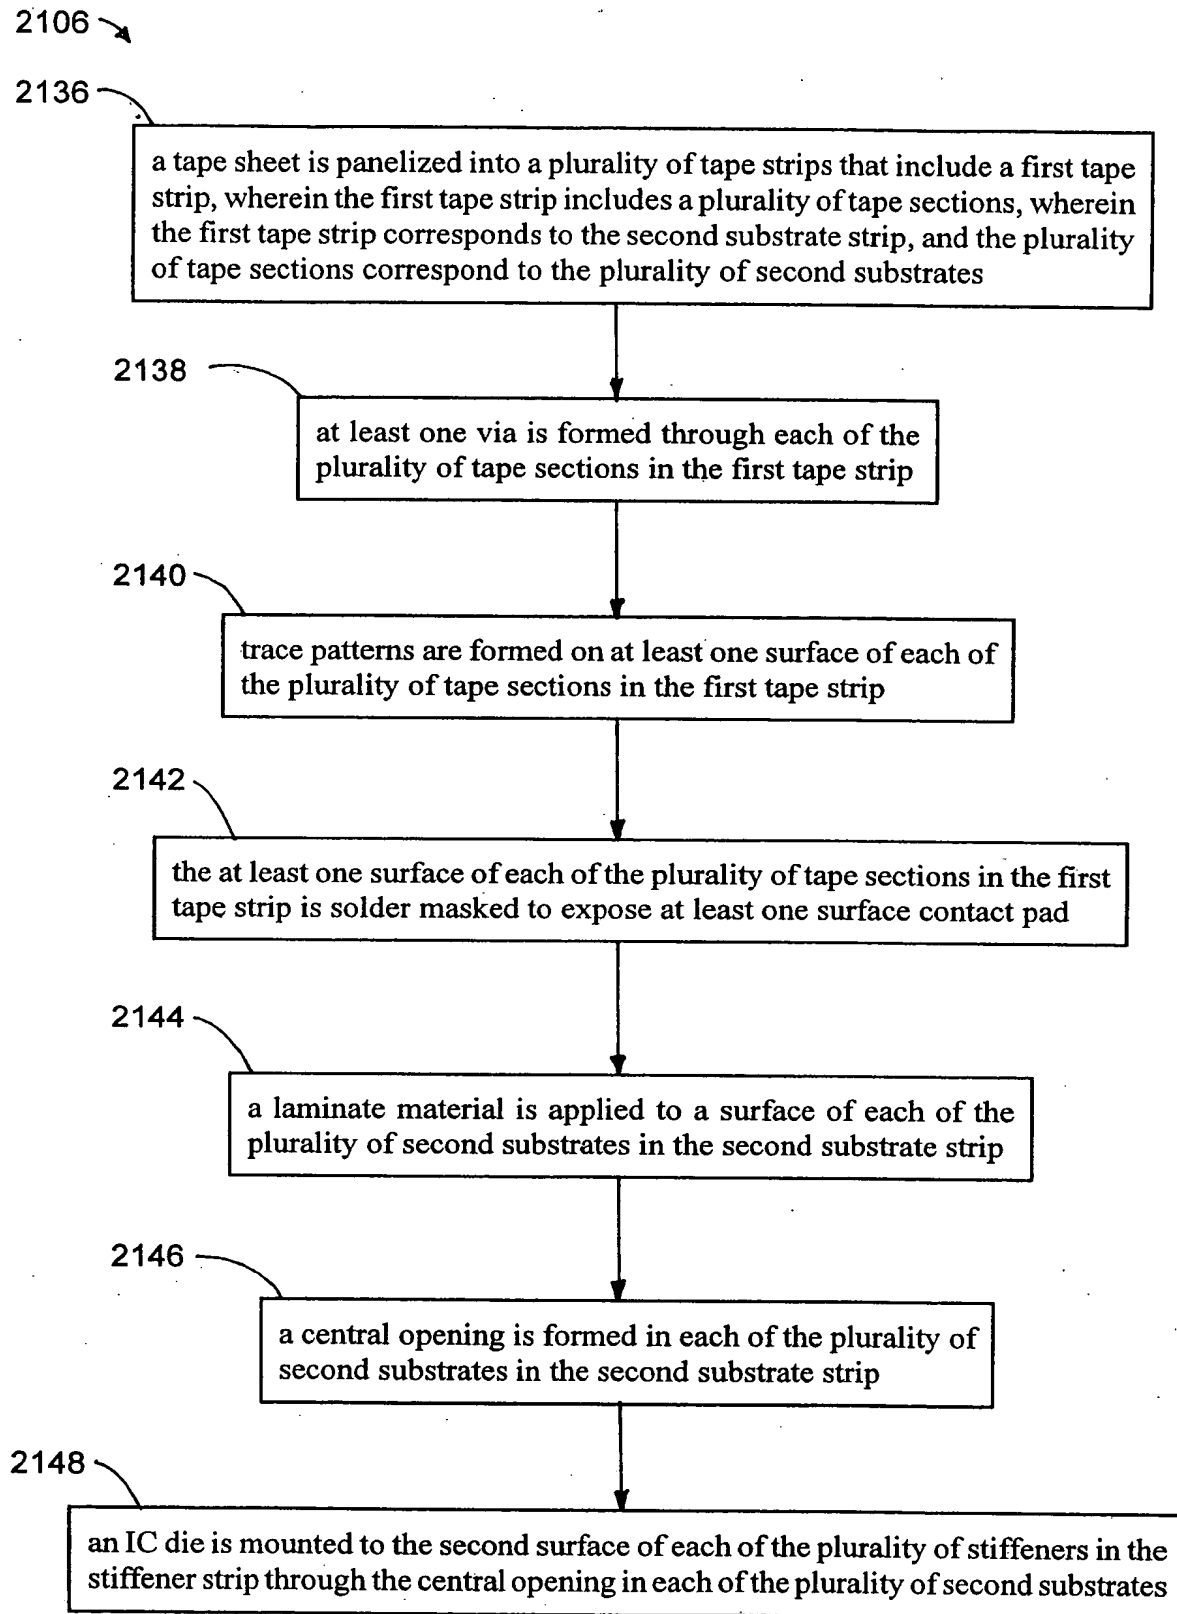 2106
2136
a tape sheet is panelized into a plurality of tape strips that include a first tape
strip, wherein the first tape strip includes a plurality of tape sections, wherein
the first tape strip corresponds to the second substrate strip, and the plurality
of tape sections correspond to the plurality of second substrates
2138
at least one via is formed through each of the
plurality of tape sections in the first tape strip
2140
trace patterns are formed on at least one surface of each of
the plurality of tape sections in the first tape strip
2142
the at least one surface of each of the plurality of tape sections in the first
tape strip is solder masked to expose at least one surface contact pad
2144
a laminate material is applied to a surface of each of the
plurality of second substrates in the second substrate strip
2146
a central opening is formed in each of the plurality of
second substrates in the second substrate strip
2148
an IC die is mounted to the second surface of each of the plurality of stiffeners in the
stiffener strip through the central opening in each of the plurality of second substrates